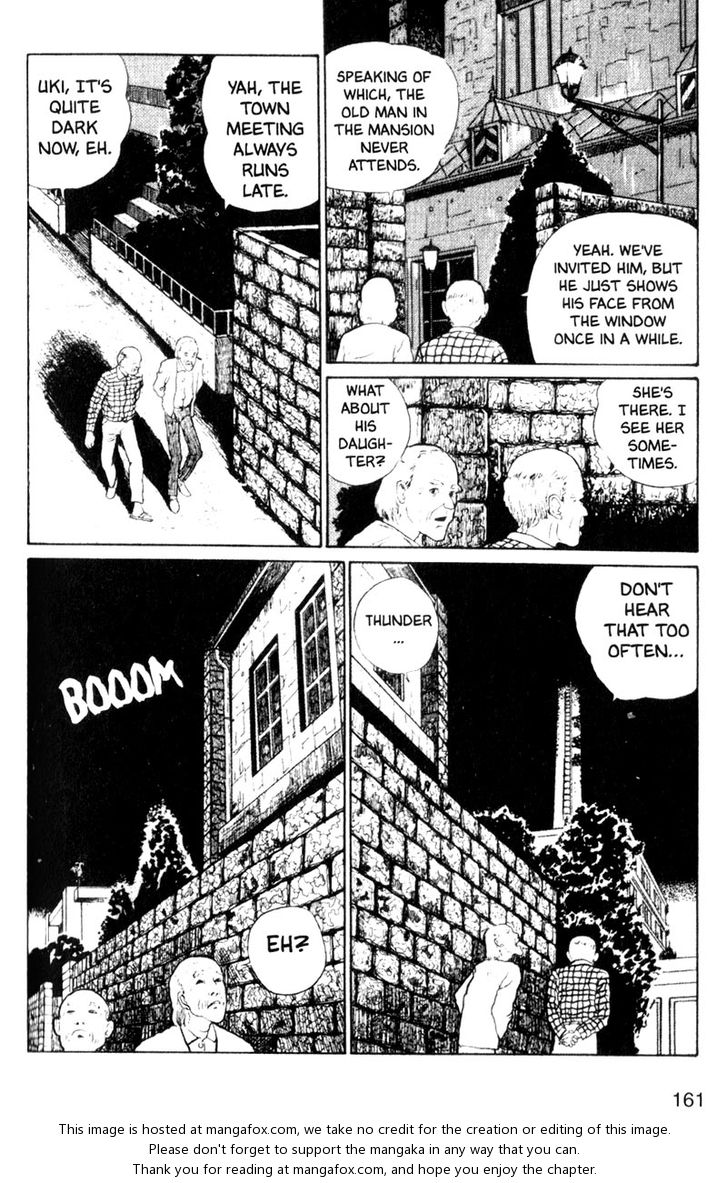 UKI, IT'S
QUITE
DARK
NOW, EH.
YAH, THE
TOWN
MEETING
ALWAYS
RUNS
LATE.
SPEAKING OF
WHICH, THE
OLD MAN IN
THE MANSION
NEVER
ATTENDS.
YEAH. WE'VE
INVITED HIM, BUT
HE JUST SHOWS
HIS FACE FROM
THE WINDOW
ONCE IN A WHILE.
WHAT
ABOUT
HIS
DAUGH-
TER?
SHE'S
THERE. I
SEE HER
SOME-
TIMES.
BOOOM
EH?
THUNDER
...
DON'T
HEAR
THAT TOO
OFTEN...
161
This image is hosted at mangafox.com, we take no credit for the creation or editing of this image.
Please don't forget to support the mangaka in any way that you can.
Thank you for reading at mangafox.com, and hope you enjoy the chapter.